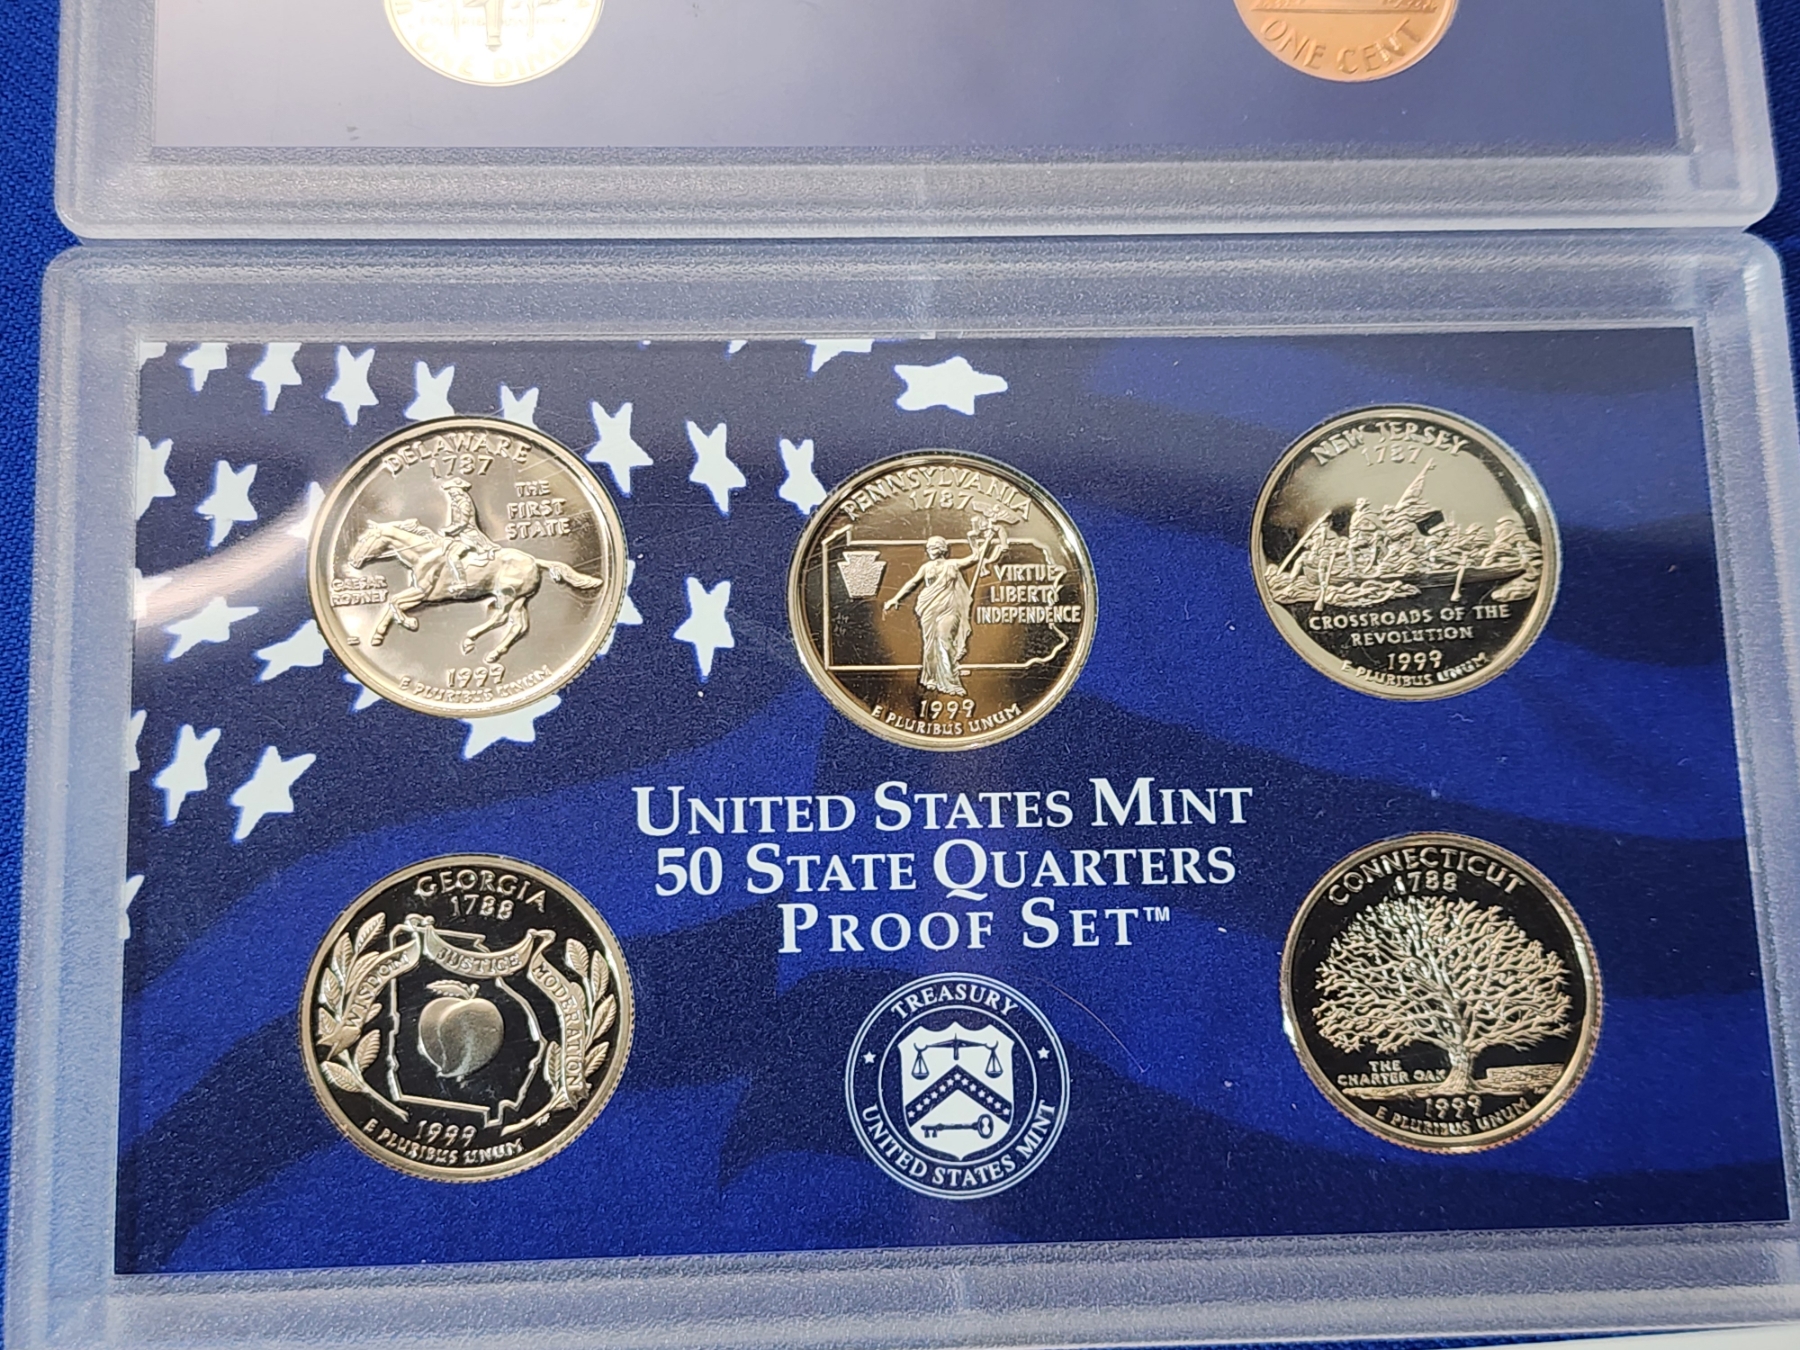 ONE DIME
ONE CENT
DELAWARE
1787
THE
FIRST
STATE
CAESAR
RODNEY
1999
E PLURIBUS UNUM
PENNSYLVANIA
1787
VIRTUE
LIBERTY
INDEPENDENCE
1999
E PLURIBUS UNUM
NEW JERSEY
1787
CROSSROADS OF THE
REVOLUTION
1999
E PLURIBUS UNUM
UNITED STATES MINT
50 STATE QUARTERS
PROOF SET™
GEORGIA
1788
WISDOM JUSTICE MODERATION
1999
E PLURIBUS UNUM
TREASURY
UNITED STATES MINT
CONNECTICUT
1788
THE
CHARTER OAK
1999
E PLURIBUS UNUM